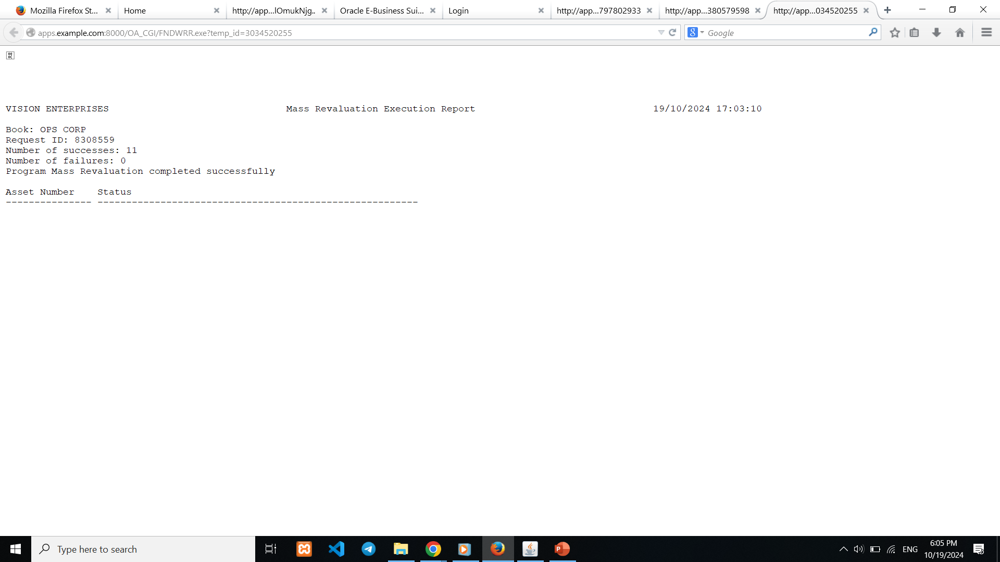 Mozilla Firefox St... Home http://app...lOmukNjg.. Oracle E-Business Sui... Login http://app...797802933 http://app...380579598 http://app...034520255
apps.example.com:8000/OA_CGI/FNDWRR.exe?temp_id=3034520255 Google
VISION ENTERPRISES Mass Revaluation Execution Report 19/10/2024 17:03:10
Book: OPS CORP
Request ID: 8308559
Number of successes: 11
Number of failures: 0
Program Mass Revaluation completed successfully
Asset Number Status
--------------- --------------------------------------------------------
Type here to search ENG 6:05 PM
10/19/2024